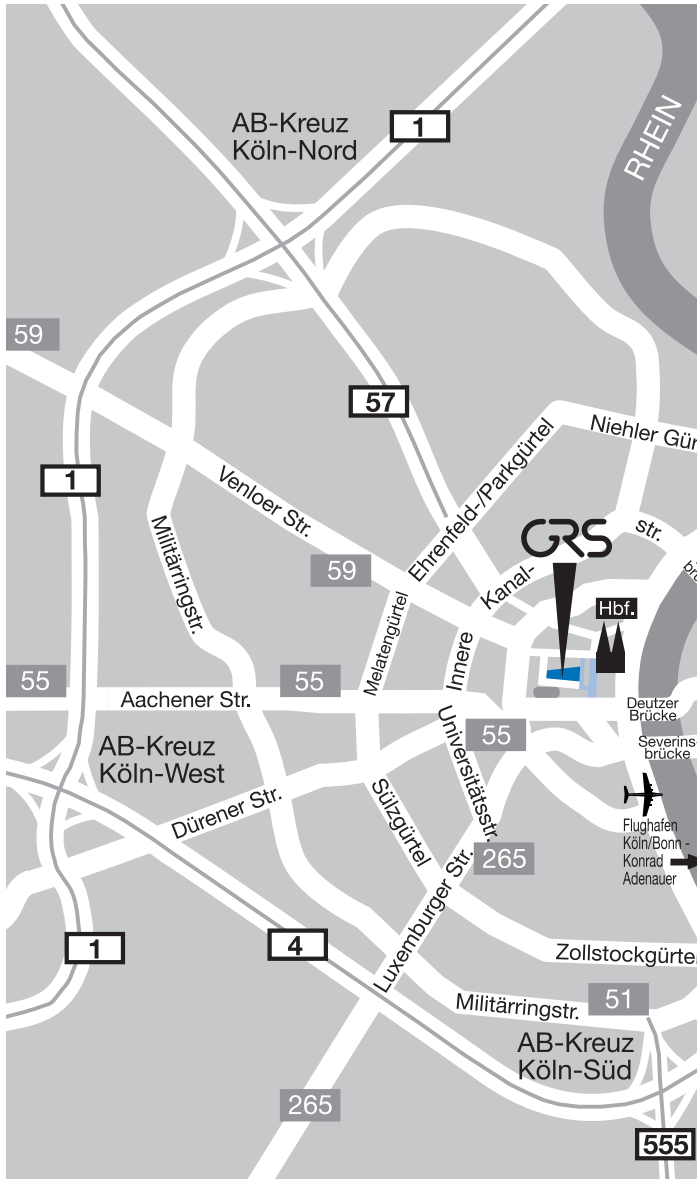 AB-Kreuz
Köln-Nord
1
RHEIN
59
57
1
Niehler Gür
Ehrenfeld-/Parkgürtel
Venloer Str.
Militärringstr.
GRS
str.
59
Kanal-
Hbf.
Melatengürtel
Innere
55
55
Aachener Str.
Deutzer
Brücke
Universitätsstr.
55
Severins-
brücke
AB-Kreuz
Köln-West
Dürener Str.
Sülzgürtel
Flughafen
Köln/Bonn -
Konrad
Adenauer
265
Luxemburger Str.
1
4
Zollstockgürte
Militärringstr.
51
AB-Kreuz
Köln-Süd
265
555